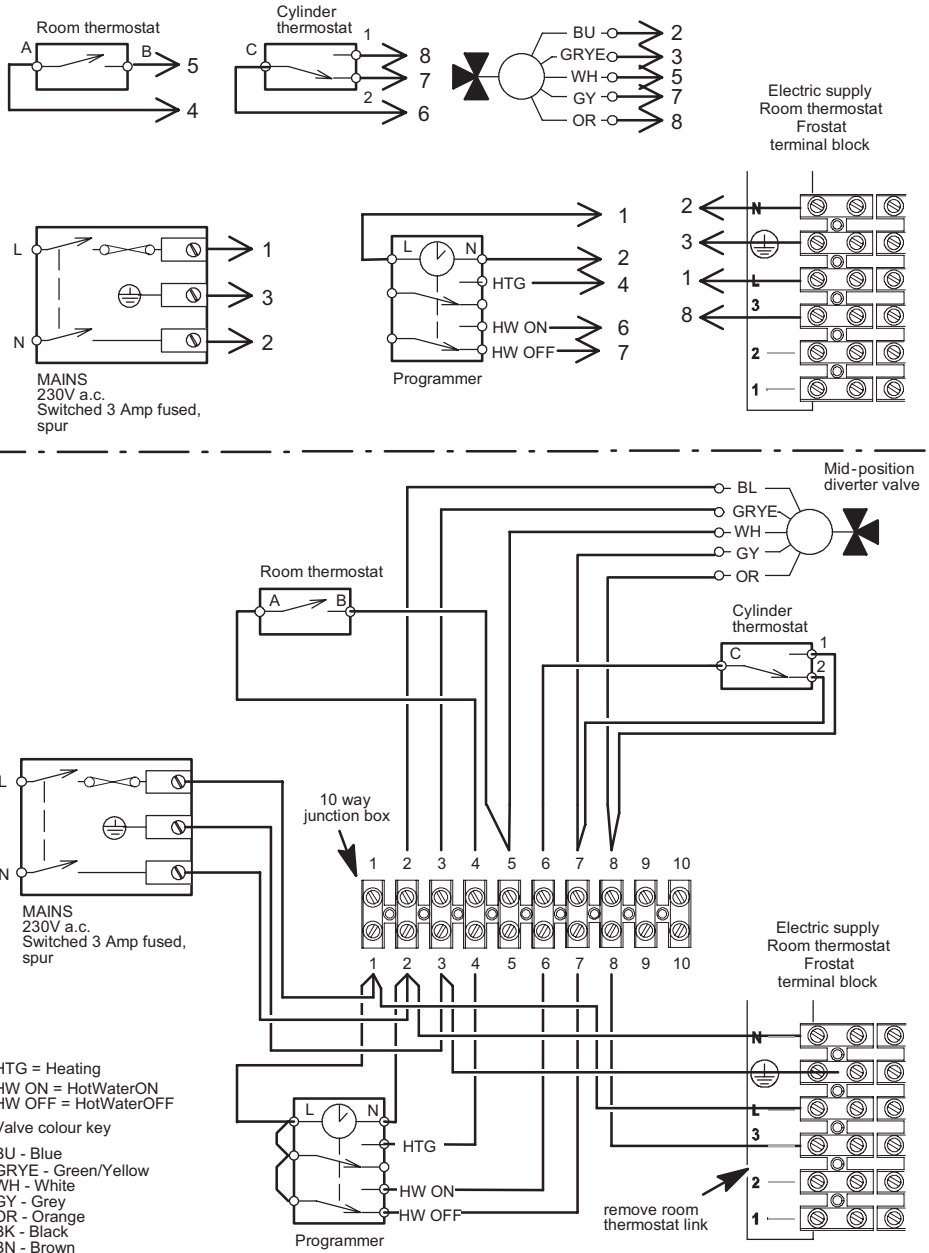 Room thermostat
A
B
5
4
Cylinder
thermostat
C
1
8
7
2
6
BU
2
GRYE
3
WH
5
GY
7
OR
8
Electric supply
Room thermostat
Frostat
terminal block
2
N
3
1
L
8
3
2
1
L
1
3
N
2
MAINS
230V a.c.
Switched 3 Amp fused,
spur
1
L
N
2
HTG
4
HW ON
6
HW OFF
7
Programmer
Mid-position
diverter valve
BL
GRYE
WH
GY
OR
Room thermostat
A
B
Cylinder
thermostat
C
1
2
L
N
MAINS
230V a.c.
Switched 3 Amp fused,
spur
10 way
junction box
1 2 3 4 5 6 7 8 9 10
1 2 3 4 5 6 7 8 9 10
Electric supply
Room thermostat
Frostat
terminal block
N
L
3
2
1
remove room
thermostat link
L
N
HTG
HW ON
HW OFF
Programmer
HTG = Heating
HW ON = HotWaterON
HW OFF = HotWaterOFF
Valve colour key
BU - Blue
GRYE - Green/Yellow
WH - White
GY - Grey
OR - Orange
BK - Black
BN - Brown